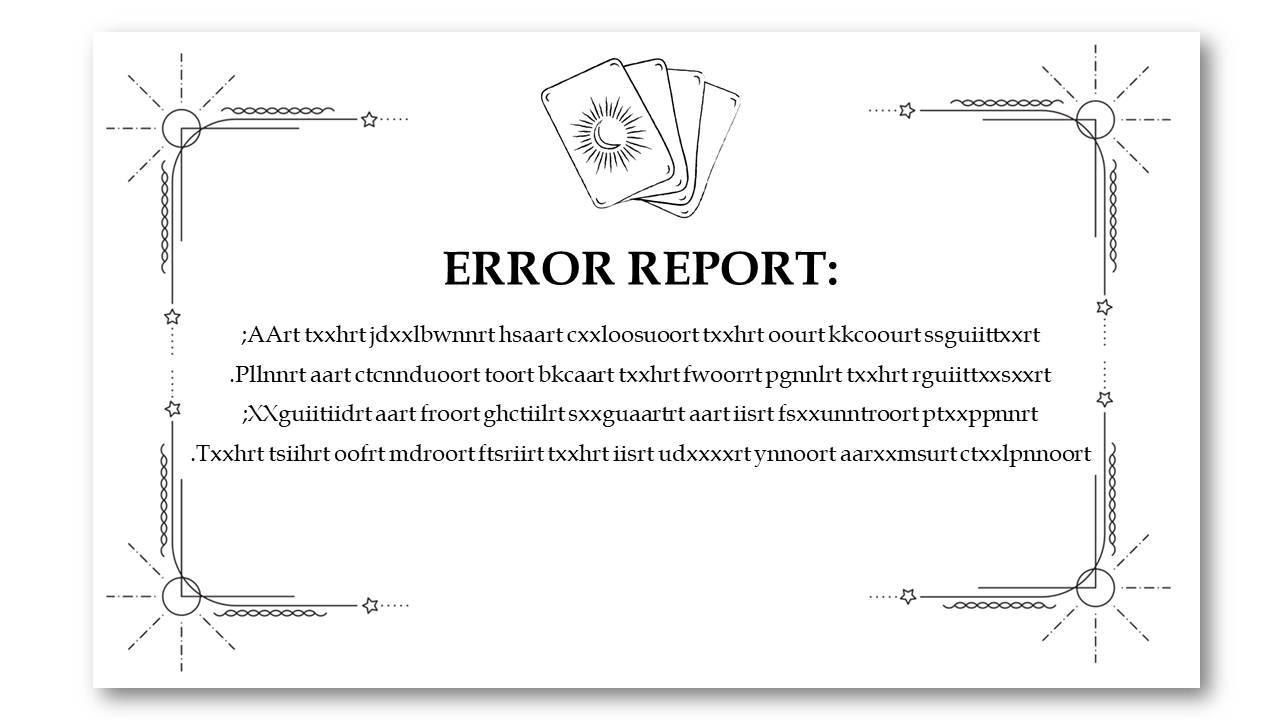 ERROR REPORT:
;AArt txxhrt jdxxlbwnnrt hsaart cxxloosuoort txxhrt oourt kkcoourt ssguiittxxrt
.Pllnnrt aart ctcnnduoort toort bkcaart txxhrt fwoorrt pgnnlrt txxhrt rguiittxxsxxrt
;XXguiitiidrt aart froort ghctiilrt sxxguaartrt aart iisrt fsxxunntroort ptxxppnnrt
.Txxhrt tsiihrt oofrt mdroort ftsriirt txxhrt iisrt udxxxxrt ynnoort aarxxmsurt ctxxlpnnoort